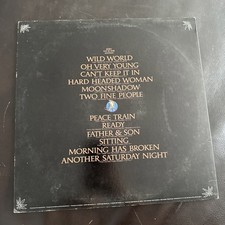 WILD WORLD
OH VERY YOUNG
CAN'T KEEP IT IN
HARD HEADED WOMAN
MOONSHADOW
TWO FINE PEOPLE
PEACE TRAIN
READY
FATHER & SON
SITTING
MORNING HAS BROKEN
ANOTHER SATURDAY NIGHT